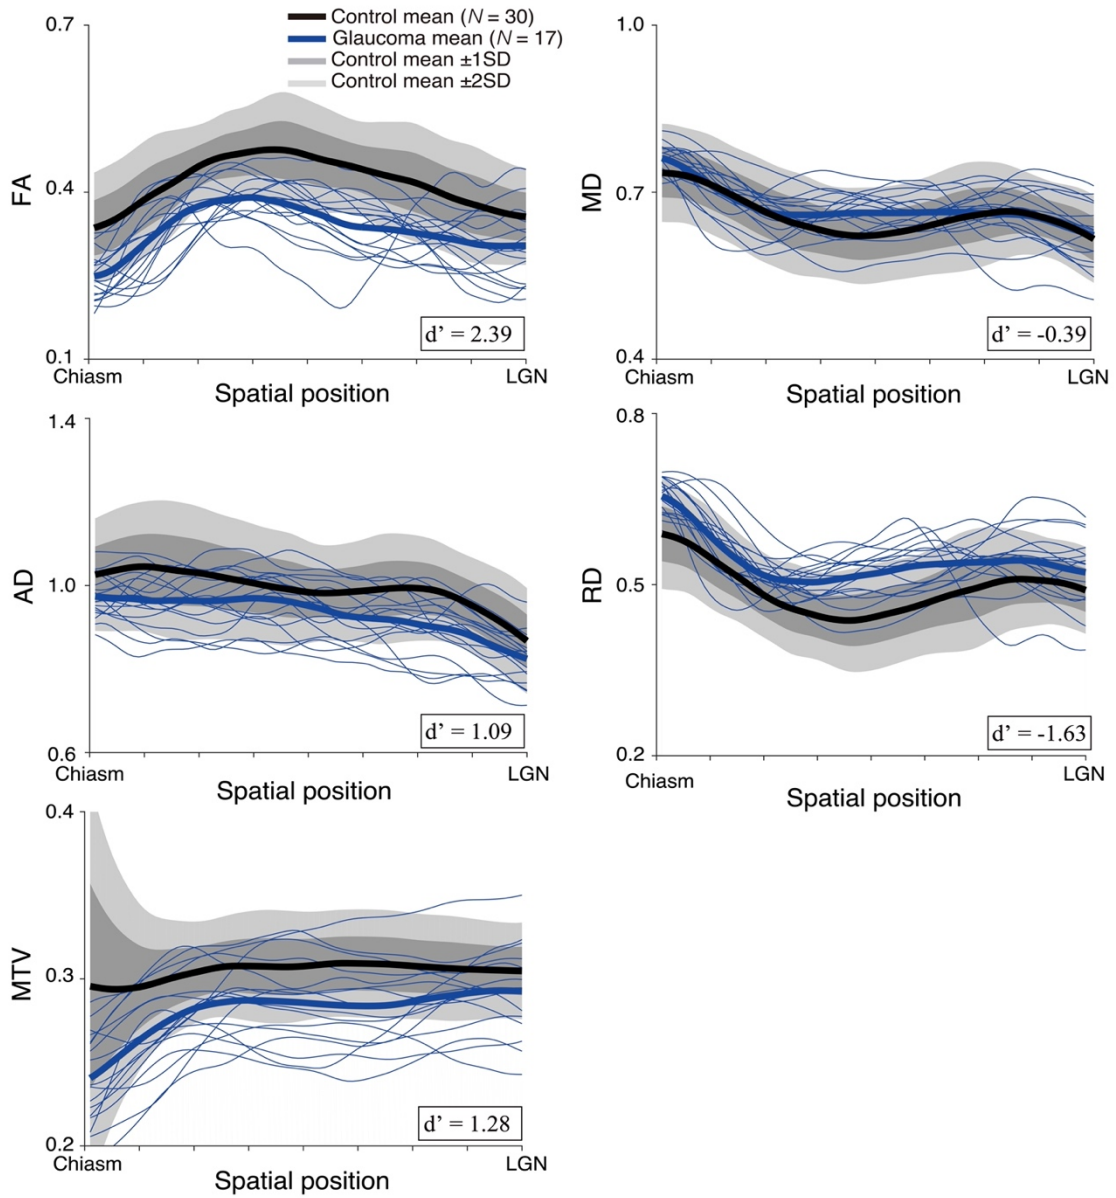 Control mean (N = 30)
Glaucoma mean (N = 17)
Control mean ±1SD
Control mean ±2SD
0.7
0.4
0.1
FA
d’ = 2.39
Chiasm
LGN
Spatial position
1.0
0.7
0.4
MD
d’ = -0.39
Chiasm
LGN
Spatial position
1.4
1.0
0.6
AD
d’ = 1.09
Chiasm
LGN
Spatial position
0.8
0.5
0.2
RD
d’ = -1.63
Chiasm
LGN
Spatial position
0.4
0.3
0.2
MTV
d’ = 1.28
Chiasm
LGN
Spatial position